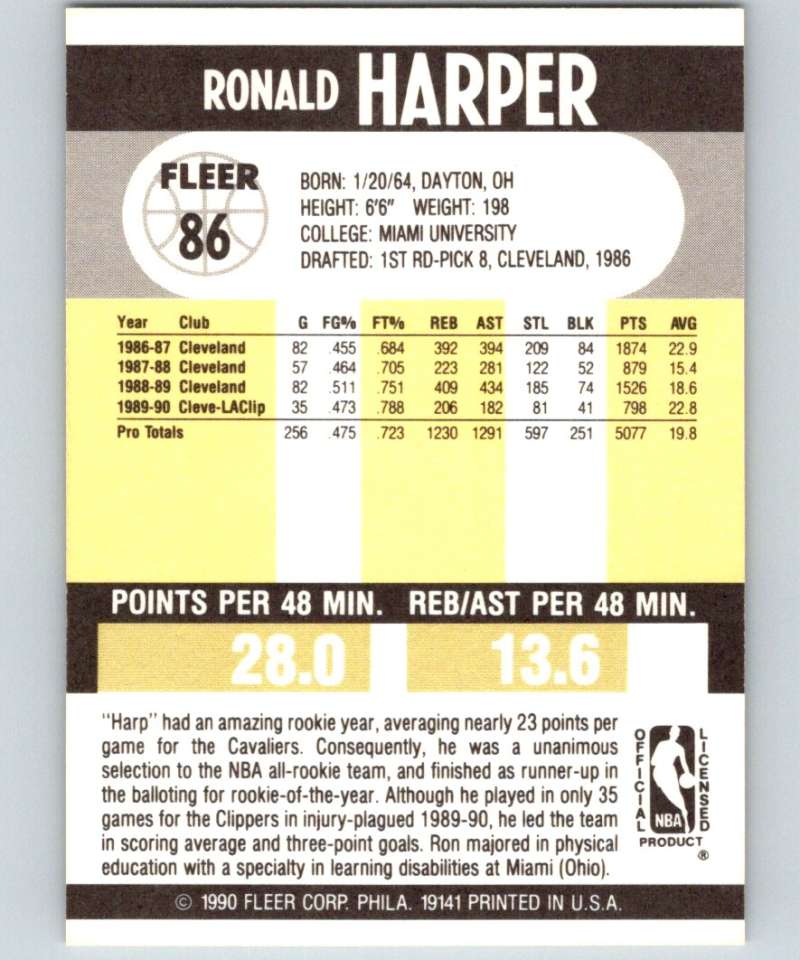 RONALD HARPER
FLEER
86
BORN: 1/20/64, DAYTON, OH
HEIGHT: 6'6" WEIGHT: 198
COLLEGE: MIAMI UNIVERSITY
DRAFTED: 1ST RD-PICK 8, CLEVELAND, 1986
Year Club G FG% FT% REB AST STL BLK PTS AVG
1986-87 Cleveland 82 .455 .684 392 394 209 84 1874 22.9
1987-88 Cleveland 57 .464 .705 223 281 122 52 879 15.4
1988-89 Cleveland 82 .511 .751 409 434 185 74 1526 18.6
1989-90 Cleve-LAClip 35 .473 .788 206 182 81 41 798 22.8
Pro Totals 256 .475 .723 1230 1291 597 251 5077 19.8
POINTS PER 48 MIN. REB/AST PER 48 MIN.
28.0 13.6
"Harp" had an amazing rookie year, averaging nearly 23 points per
game for the Cavaliers. Consequently, he was a unanimous
selection to the NBA all-rookie team, and finished as runner-up in
the balloting for rookie-of-the-year. Although he played in only 35
games for the Clippers in injury-plagued 1989-90, he led the team
in scoring average and three-point goals. Ron majored in physical
education with a specialty in learning disabilities at Miami (Ohio).
OFFICIAL
NBA
LICENSED
PRODUCT
®
© 1990 FLEER CORP. PHILA. 19141 PRINTED IN U.S.A.